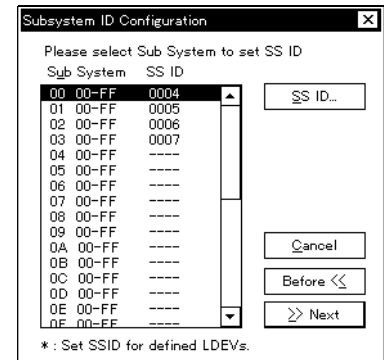 Subsystem ID Configuration
Please select Sub System to set SS ID
Sub System SS ID
00 00-FF 0004
01 00-FF 0005
02 00-FF 0006
03 00-FF 0007
04 00-FF ----
05 00-FF ----
06 00-FF ----
07 00-FF ----
08 00-FF ----
09 00-FF ----
0A 00-FF ----
0B 00-FF ----
0C 00-FF ----
0D 00-FF ----
0E 00-FF ----
0F 00-FF ----
SS ID...
Cancel
Before <<
>> Next
* : Set SSID for defined LDEVs.